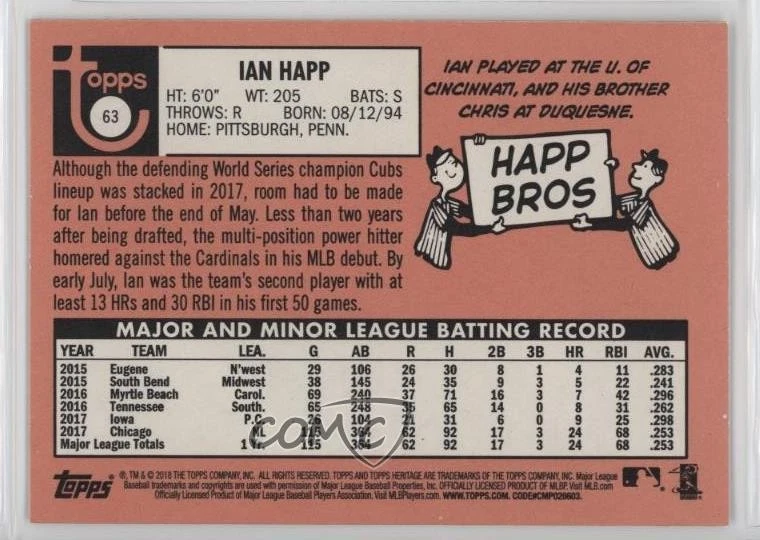 topps
63
IAN HAPP
HT: 6'0" WT: 205 BATS: S
THROWS: R BORN: 08/12/94
HOME: PITTSBURGH, PENN.
IAN PLAYED AT THE U. OF
CINCINNATI, AND HIS BROTHER
CHRIS AT DUQUESNE.
HAPP
BROS
Although the defending World Series champion Cubs
lineup was stacked in 2017, room had to be made
for Ian before the end of May. Less than two years
after being drafted, the multi-position power hitter
homered against the Cardinals in his MLB debut. By
early July, Ian was the team's second player with at
least 13 HRs and 30 RBI in his first 50 games.
MAJOR AND MINOR LEAGUE BATTING RECORD
YEAR TEAM LEA. G AB R H 2B 3B HR RBI AVG.
2015 Eugene N'west 29 106 26 30 8 1 4 11 .283
2015 South Bend Midwest 38 145 24 35 9 3 5 22 .241
2016 Myrtle Beach Carol. 69 240 37 71 16 3 7 42 .296
2016 Tennessee South. 65 248 35 65 14 0 8 31 .262
2017 Iowa P.C. 26 104 21 31 6 0 9 25 .298
2017 Chicago NL 115 364 62 92 17 3 24 68 .253
Major League Totals 1 Yr. 115 364 62 92 17 3 24 68 .253
COMC
topps
®, TM & © 2018 THE TOPPS COMPANY, INC. ALL RIGHTS RESERVED. TOPPS AND TOPPS HERITAGE ARE TRADEMARKS OF THE TOPPS COMPANY, INC. Major League
Baseball trademarks and copyrights are used with permission of Major League Baseball Properties, Inc. OFFICIALLY LICENSED PRODUCT OF MLBP. Visit MLB.com
Officially Licensed Product of Major League Baseball Players Association. Visit MLBPlayers.com. WWW.TOPPS.COM. CODE#CMP026603.